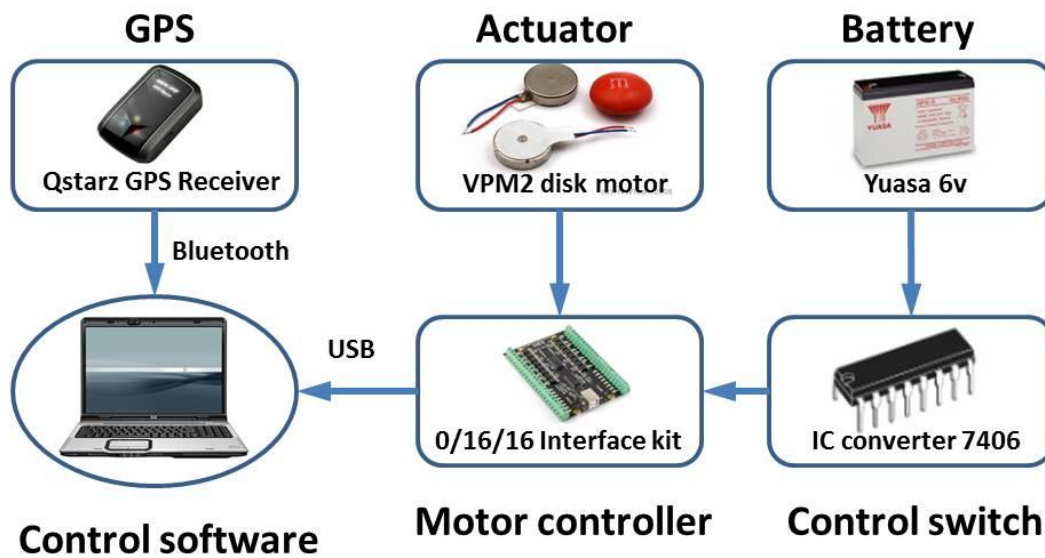 GPS
Actuator
Battery
Qstarz GPS Receiver
VPM2 disk motor
YUASA
Yuasa 6v
Bluetooth
USB
0/16/16 Interface kit
IC converter 7406
Control software
Motor controller
Control switch